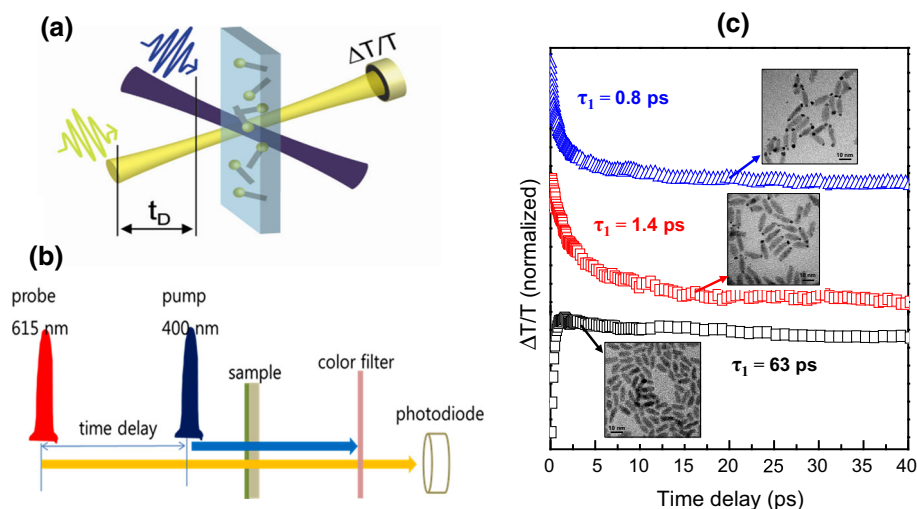 (a)
ΔT/T
t_D
(b)
probe
615 nm
pump
400 nm
sample
color filter
photodiode
time delay
(c)
τ₁ = 0.8 ps
10 nm
τ₁ = 1.4 ps
10 nm
τ₁ = 63 ps
10 nm
ΔT/T (normalized)
0 5 10 15 20 25 30 35 40
Time delay (ps)